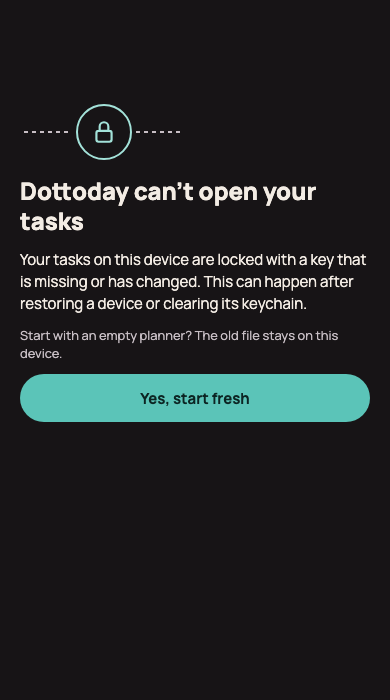 Dottoday can’t open your
tasks
Your tasks on this device are locked with a key that
is missing or has changed. This can happen after
restoring a device or clearing its keychain.
Start with an empty planner? The old file stays on this
device.
Yes, start fresh